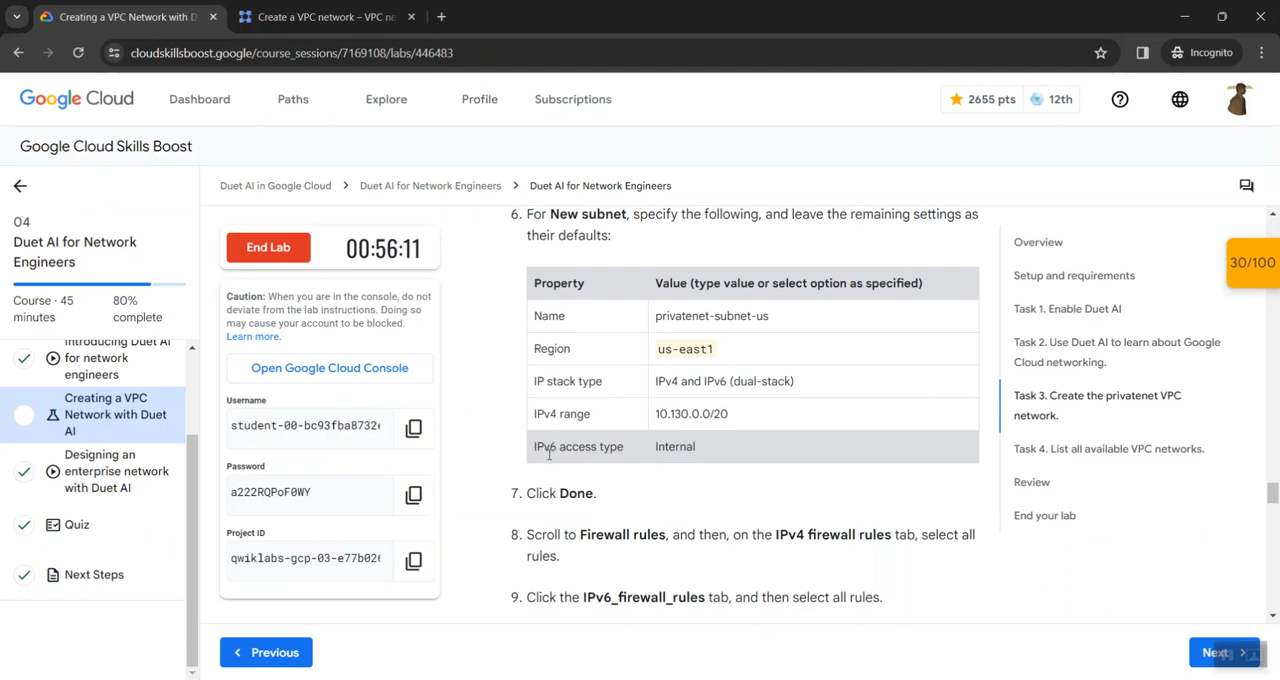 Creating a VPC Network with D
Create a VPC network – VPC ne
cloudskillsboost.google/course_sessions/7169108/labs/446483
Incognito
Google Cloud
Dashboard
Paths
Explore
Profile
Subscriptions
2655 pts
12th
Google Cloud Skills Boost
04
Duet AI for Network
Engineers
Course · 45
minutes
80%
complete
Introducing Duet AI
for network
engineers
Creating a VPC
Network with Duet
AI
Designing an
enterprise network
with Duet AI
Quiz
Next Steps
Duet AI in Google Cloud
Duet AI for Network Engineers
Duet AI for Network Engineers
End Lab
00:56:11
Caution: When you are in the console, do not
deviate from the lab instructions. Doing so
may cause your account to be blocked.
Learn more.
Open Google Cloud Console
Username
student-00-bc93fba8732e
Password
a222RQPoF0WY
Project ID
qwiklabs-gcp-03-e77b026
6. For New subnet, specify the following, and leave the remaining settings as
their defaults:
Property Value (type value or select option as specified)
Name privatenet-subnet-us
Region us-east1
IP stack type IPv4 and IPv6 (dual-stack)
IPv4 range 10.130.0.0/20
IPv6 access type Internal
7. Click Done.
8. Scroll to Firewall rules, and then, on the IPv4 firewall rules tab, select all
rules.
9. Click the IPv6_firewall_rules tab, and then select all rules.
Overview
Setup and requirements
Task 1. Enable Duet AI
Task 2. Use Duet AI to learn about Google
Cloud networking.
Task 3. Create the privatenet VPC
network.
Task 4. List all available VPC networks.
Review
End your lab
30/100
Previous
Next